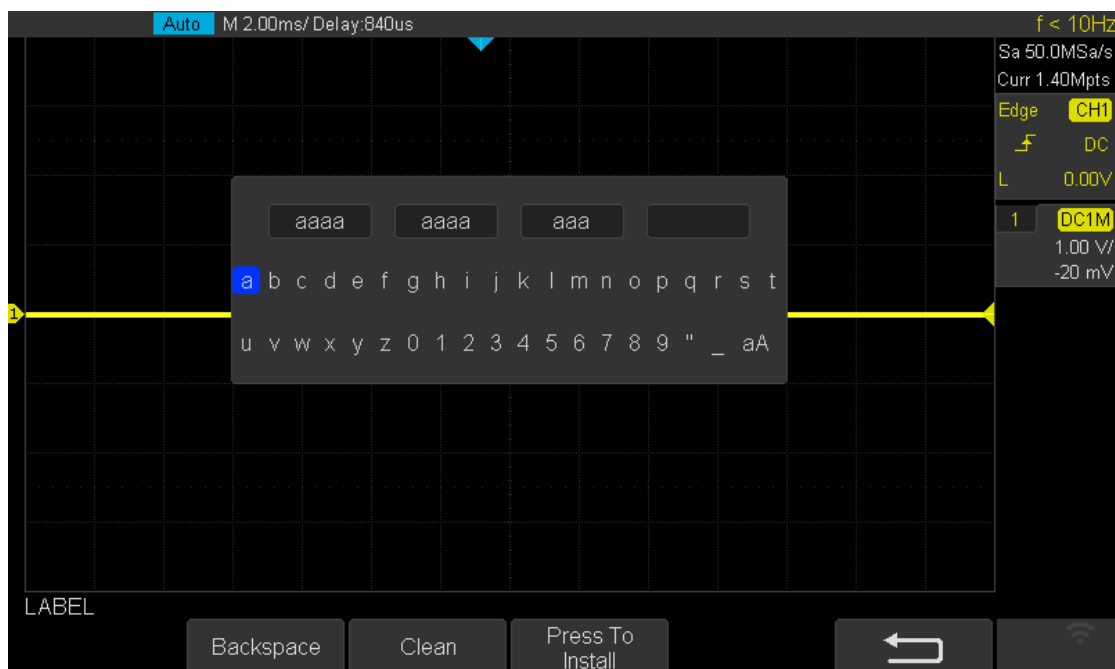 Auto M 2.00ms/ Delay:840us f < 10Hz
Sa 50.0MSa/s
Curr 1.40Mpts
Edge CH1
DC
L 0.00V
1 DC1M
1.00 V/
-20 mV
aaaa aaaa aaa
a b c d e f g h i j k l m n o p q r s t
1
u v w x y z 0 1 2 3 4 5 6 7 8 9 " _ aA
LABEL
Backspace Clean Press To
Install